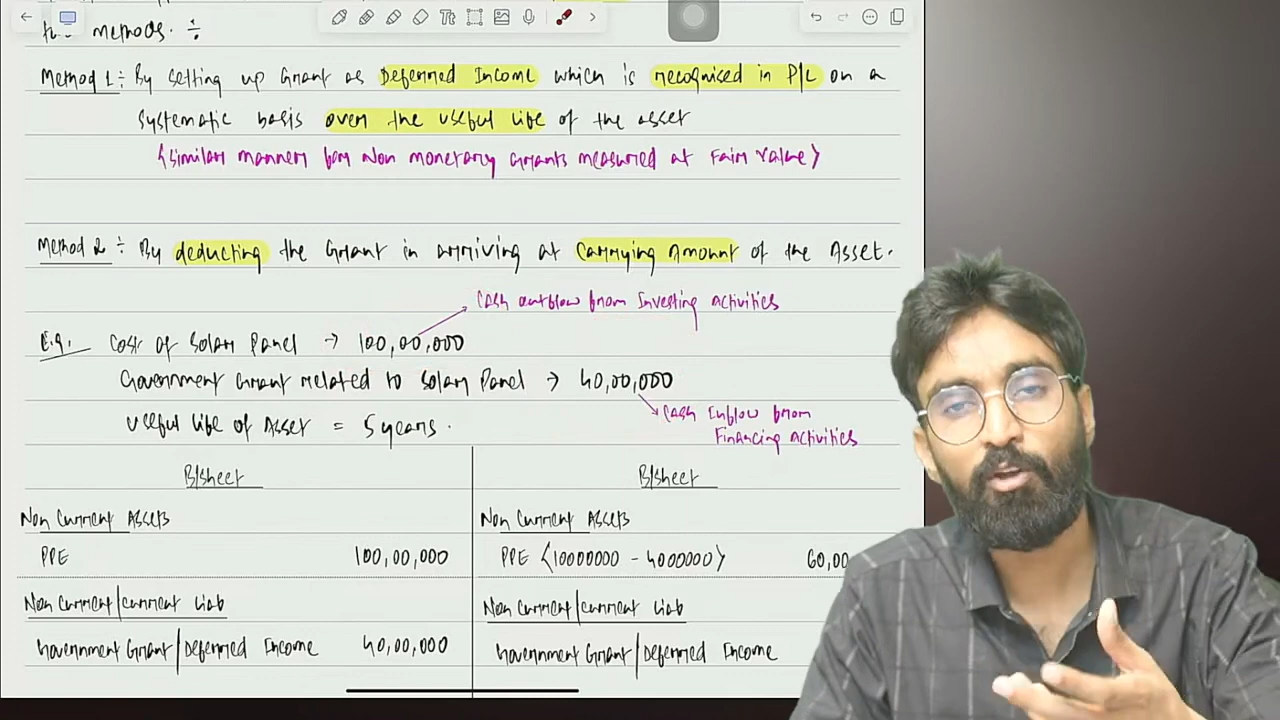 methods ÷
Method 1 ÷ By setting up Grant as Deferred Income which is recognised in P/L on a
systematic basis over the useful life of the asset
{Similar manner for Non monetary Grants measured at Fair Value}
Method 2 ÷ By deducting the Grant in arriving at carrying Amount of the Asset.
Cash outflow from Investing activities
E.g. Cost of Solar Panel → 100,00,000
Government Grant related to Solar Panel → 40,00,000
Cash Inflow from
Useful life of Asset = 5 years.
Financing Activities
B/Sheet
Non Current Assets
PPE 100,00,000
Non Current/current Liab
Government Grant/Deferred Income 40,00,000
B/Sheet
Non Current Assets
PPE <10000000 - 4000000> 60,00
Non Current/current Liab
Government Grant/Deferred Income